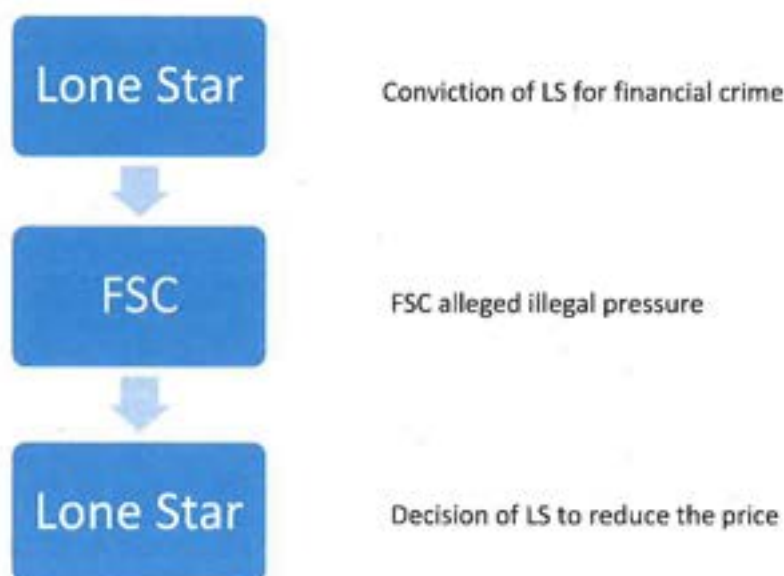 Lone Star
Conviction of LS for financial crime
FSC
FSC alleged illegal pressure
Lone Star
Decision of LS to reduce the price